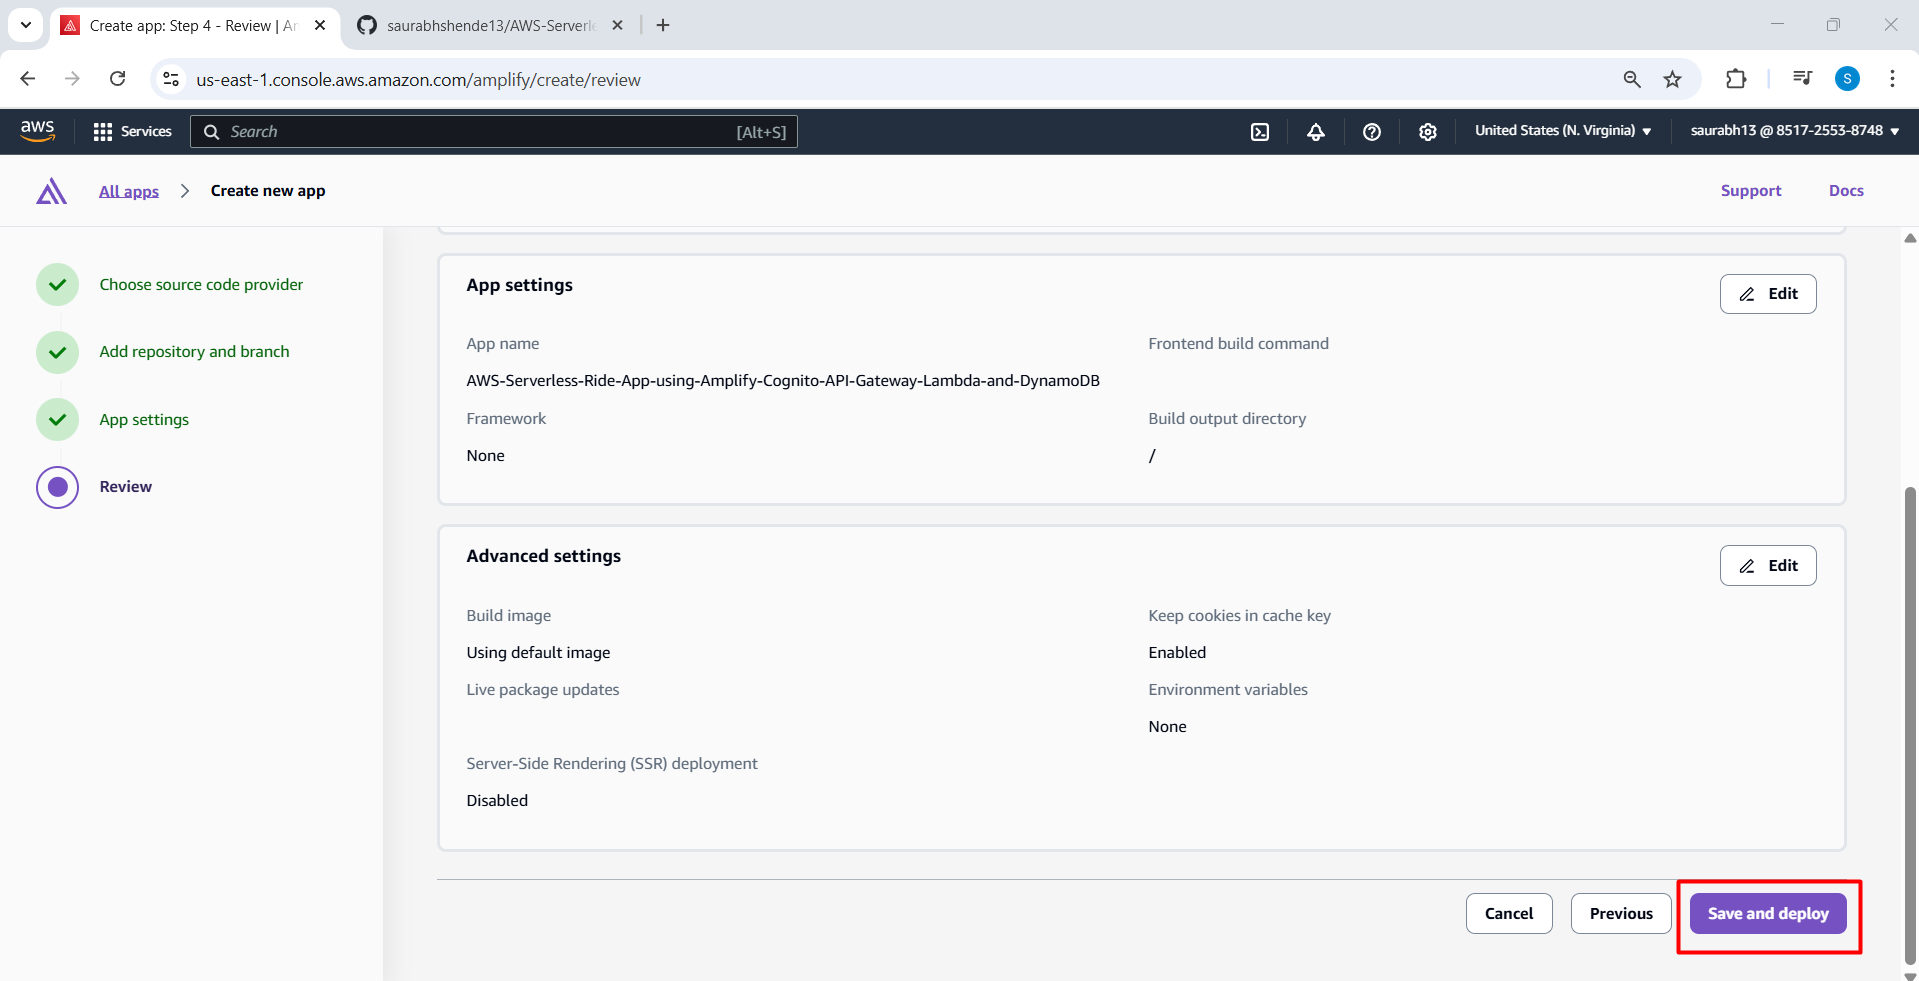 Create app: Step 4 - Review | Am
saurabhshende13/AWS-Serverle
us-east-1.console.aws.amazon.com/amplify/create/review
S
aws
Services
Search
[Alt+S]
United States (N. Virginia)
saurabh13 @ 8517-2553-8748
All apps
Create new app
Support
Docs
Choose source code provider
Add repository and branch
App settings
Review
App settings
Edit
App name
Frontend build command
AWS-Serverless-Ride-App-using-Amplify-Cognito-API-Gateway-Lambda-and-DynamoDB
Framework
Build output directory
None
/
Advanced settings
Edit
Build image
Keep cookies in cache key
Using default image
Enabled
Live package updates
Environment variables
None
Server-Side Rendering (SSR) deployment
Disabled
Cancel
Previous
Save and deploy